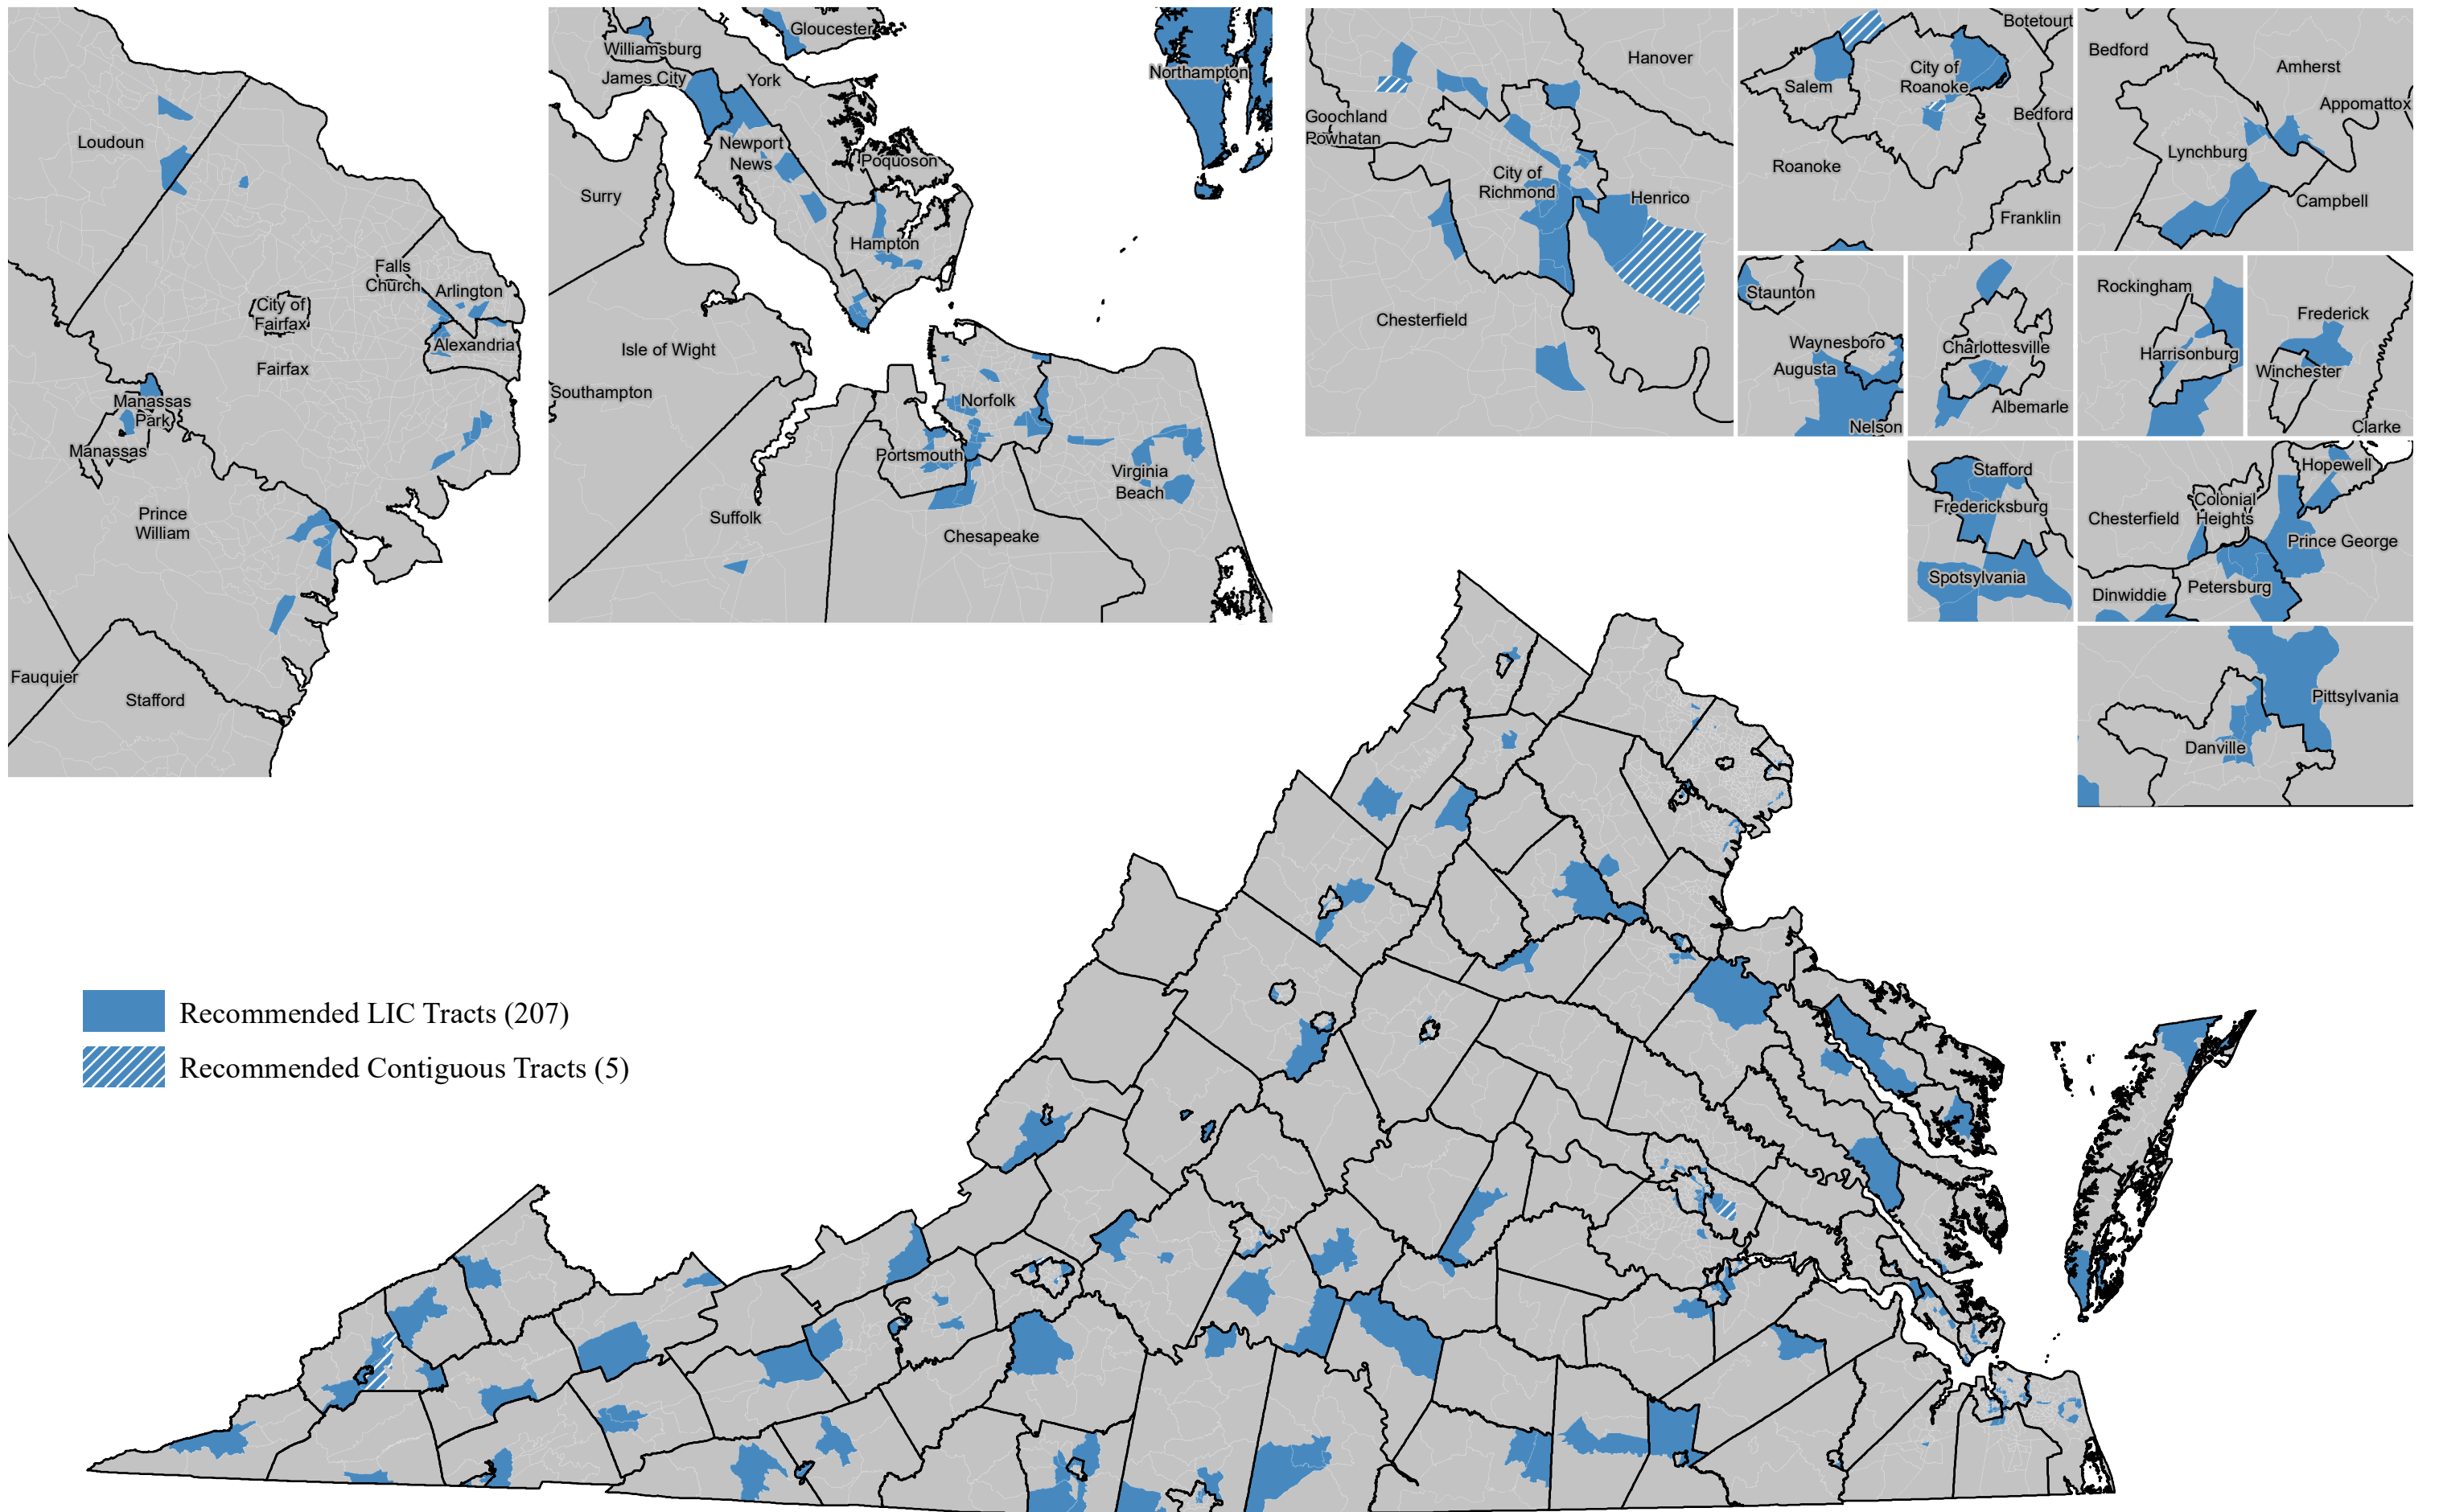 Loudoun
Falls
Church
Arlington
City of
Fairfax
Alexandria
Fairfax
Manassas
Park
Manassas
Prince
William
Fauquier
Stafford
Gloucester
Williamsburg
James City
York
Northampton
Newport
News
Poquoson
Surry
Hampton
Isle of Wight
Southampton
Norfolk
Portsmouth
Virginia
Beach
Suffolk
Chesapeake
Hanover
Goochland
Powhatan
City of
Richmond
Henrico
Chesterfield
Botetourt
City of
Roanoke
Salem
Bedford
Roanoke
Franklin
Bedford
Amherst
Appomattox
Lynchburg
Campbell
Staunton
Waynesboro
Augusta
Nelson
Charlottesville
Albemarle
Rockingham
Harrisonburg
Frederick
Winchester
Clarke
Stafford
Fredericksburg
Spotsylvania
Hopewell
Colonial
Heights
Chesterfield
Prince George
Petersburg
Dinwiddie
Pittsylvania
Danville
Recommended LIC Tracts (207)
Recommended Contiguous Tracts (5)